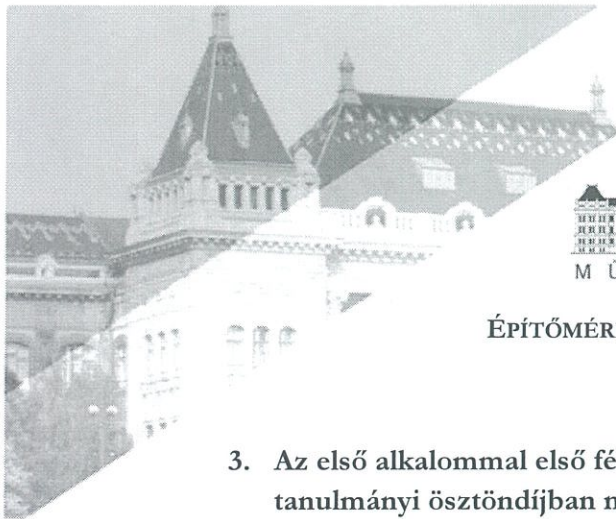 M Ű
ÉPÍTŐMÉR
3. Az első alkalommal első fé
tanulmányi ösztöndíjban n